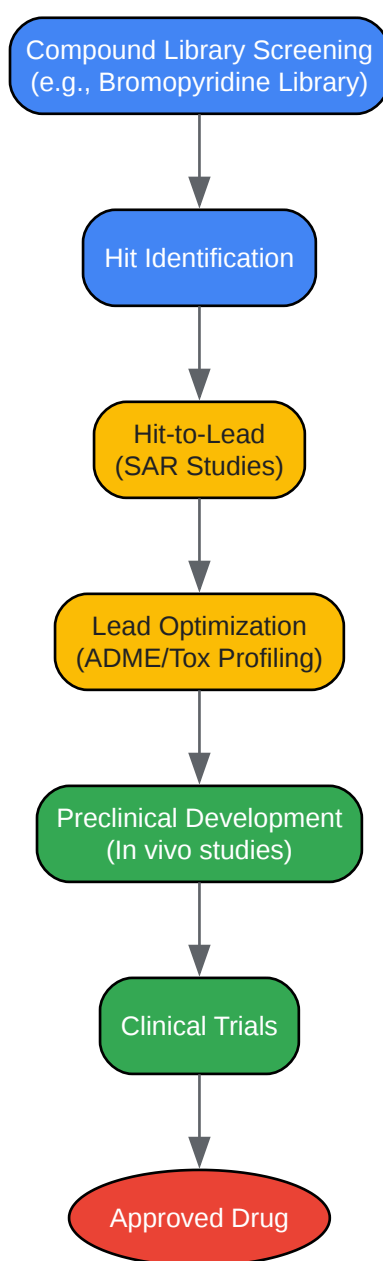 Compound Library Screening
(e.g., Bromopyridine Library)
Hit Identification
Hit-to-Lead
(SAR Studies)
Lead Optimization
(ADME/Tox Profiling)
Preclinical Development
(In vivo studies)
Clinical Trials
Approved Drug